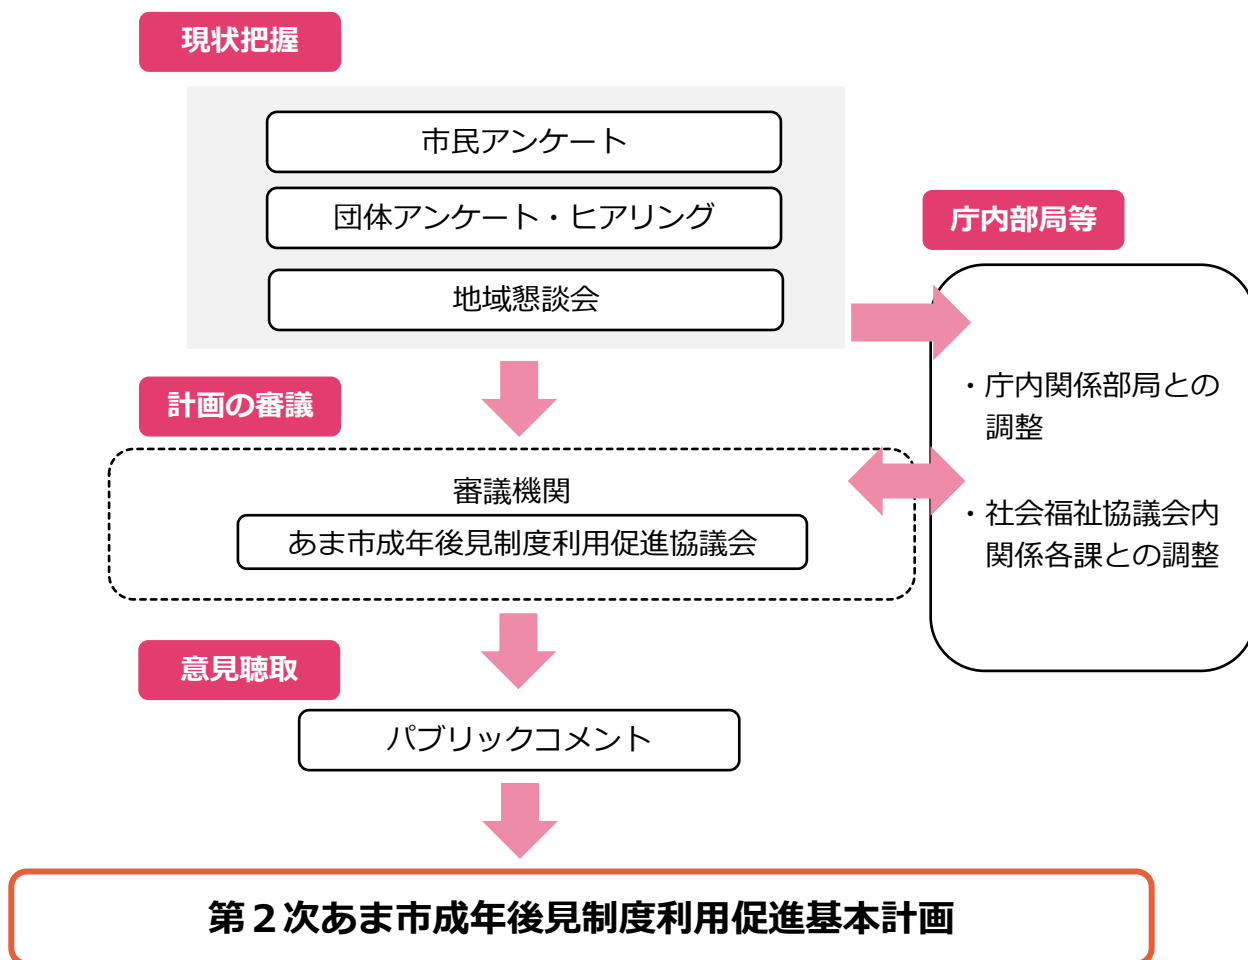 現状把握
市民アンケート
団体アンケート・ヒアリング
地域懇談会
庁内部局等
・庁内関係部局との
調整
・社会福祉協議会内
関係各課との調整
計画の審議
審議機関
あま市成年後見制度利用促進協議会
意見聴取
パブリックコメント
第２次あま市成年後見制度利用促進基本計画